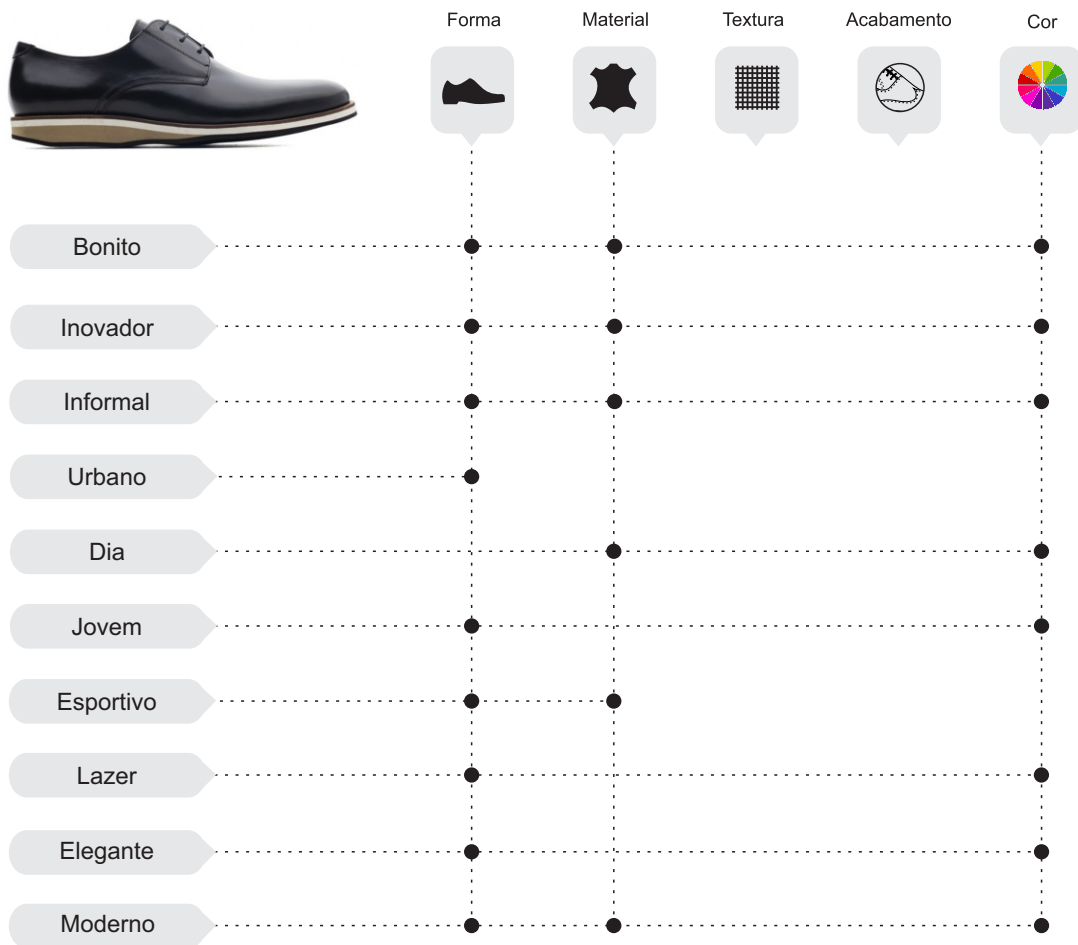 Forma
Material
Textura
Acabamento
Cor
Bonito
Inovador
Informal
Urbano
Dia
Jovem
Esportivo
Lazer
Elegante
Moderno